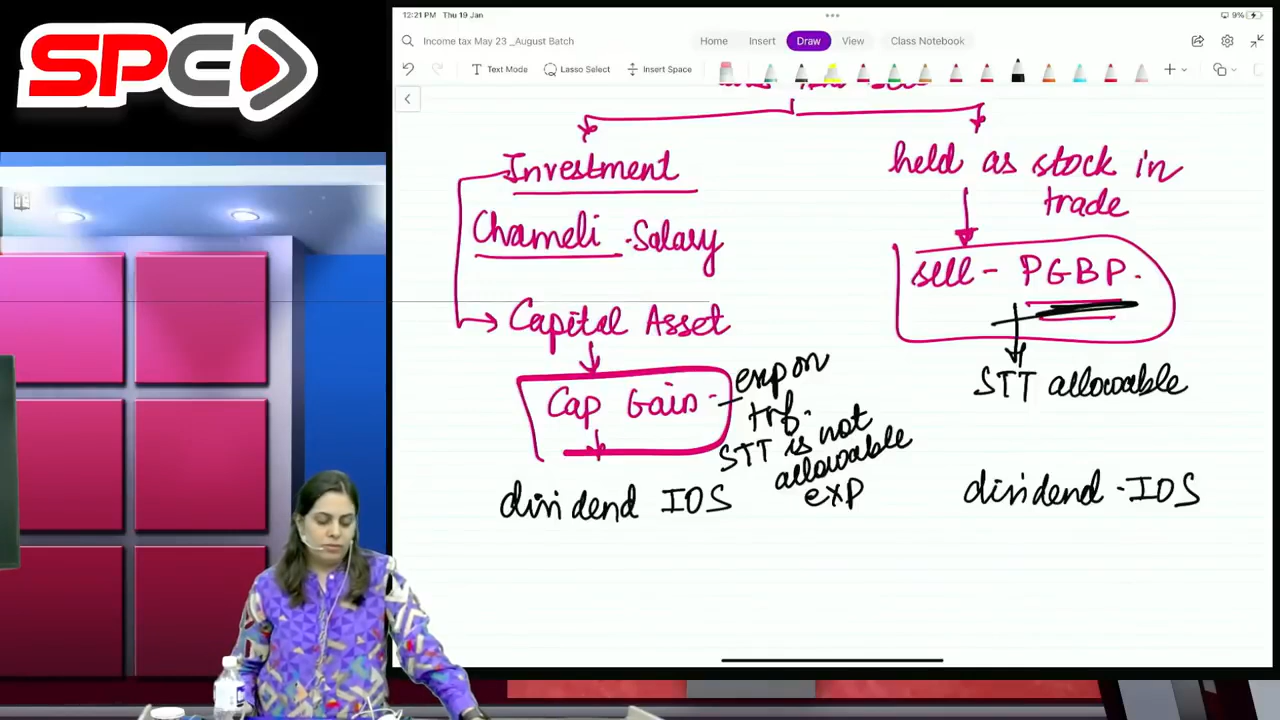 SPC
12:21 PM Thu 19 Jan
9%
Income tax May 23 _August Batch
Home Insert Draw View Class Notebook
Text Mode Lasso Select Insert Space
Investment
held as stock in
trade
Chameli - Salary
sell - PGBP.
Capital Asset
STT allowable
Cap Gain -
exp on
trf.
STT is not
allowable
exp
dividend IOS
dividend - IOS